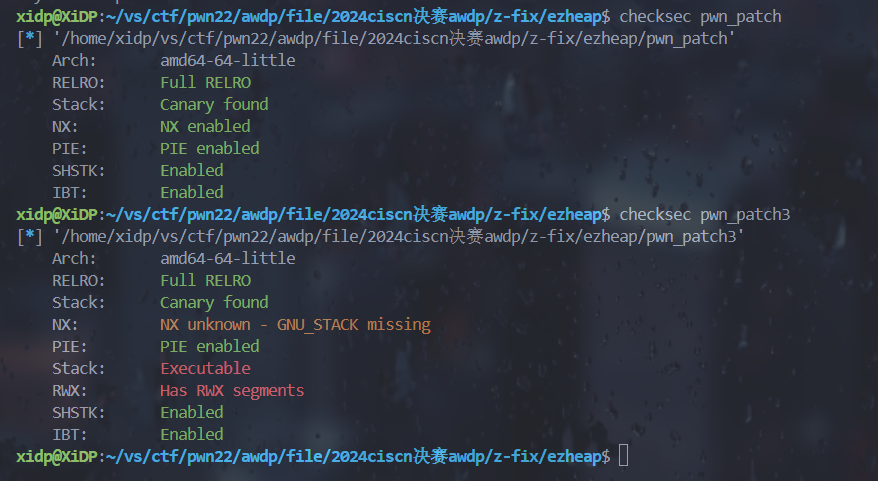 xidp@XiDP:~/vs/ctf/pwn22/awdp/file/2024ciscn决赛awdp/z-fix/ezheap$ checksec pwn_patch
[*] '/home/xidp/vs/ctf/pwn22/awdp/file/2024ciscn决赛awdp/z-fix/ezheap/pwn_patch'
    Arch:       amd64-64-little
    RELRO:      Full RELRO
    Stack:      Canary found
    NX:         NX enabled
    PIE:        PIE enabled
    SHSTK:      Enabled
    IBT:        Enabled
xidp@XiDP:~/vs/ctf/pwn22/awdp/file/2024ciscn决赛awdp/z-fix/ezheap$ checksec pwn_patch3
[*] '/home/xidp/vs/ctf/pwn22/awdp/file/2024ciscn决赛awdp/z-fix/ezheap/pwn_patch3'
    Arch:       amd64-64-little
    RELRO:      Full RELRO
    Stack:      Canary found
    NX:         NX unknown - GNU_STACK missing
    PIE:        PIE enabled
    Stack:      Executable
    RWX:        Has RWX segments
    SHSTK:      Enabled
    IBT:        Enabled
xidp@XiDP:~/vs/ctf/pwn22/awdp/file/2024ciscn决赛awdp/z-fix/ezheap$